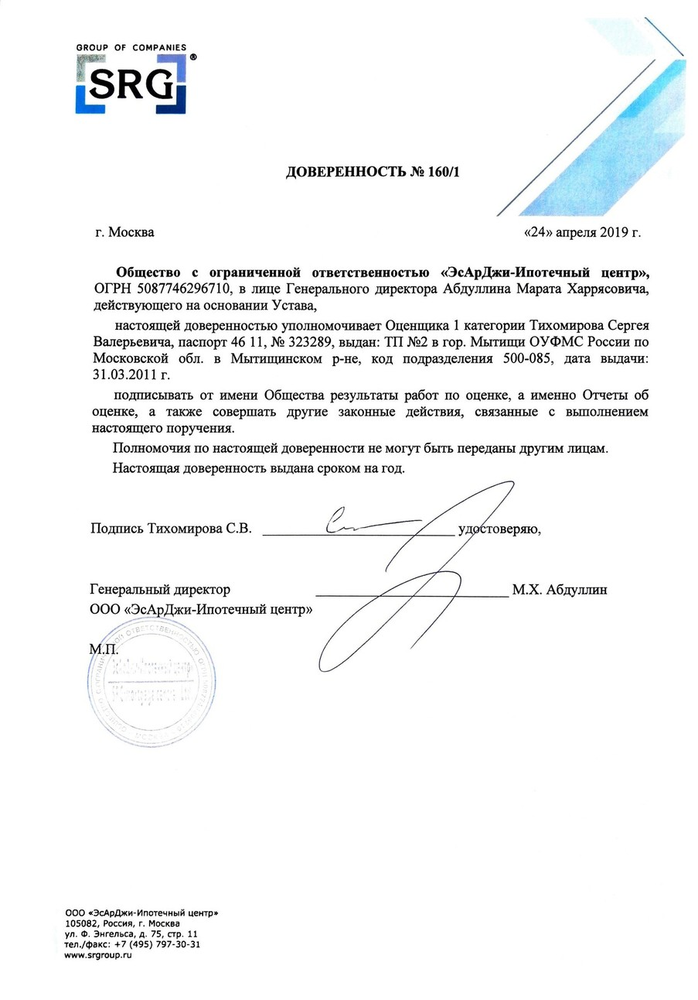 GROUP OF COMPANIES
SRG®
ДОВЕРЕННОСТЬ № 160/1
г. Москва «24» апреля 2019 г.
Общество с ограниченной ответственностью «ЭсАрДжи-Ипотечный центр»,
ОГРН 5087746296710, в лице Генерального директора Абдуллина Марата Харрясовича,
действующего на основании Устава,
настоящей доверенностью уполномочивает Оценщика 1 категории Тихомирова Сергея
Валерьевича, паспорт 46 11, № 323289, выдан: ТП №2 в гор. Мытищи ОУФМС России по
Московской обл. в Мытищинском р-не, код подразделения 500-085, дата выдачи:
31.03.2011 г.
подписывать от имени Общества результаты работ по оценке, а именно Отчеты об
оценке, а также совершать другие законные действия, связанные с выполнением
настоящего поручения.
Полномочия по настоящей доверенности не могут быть переданы другим лицам.
Настоящая доверенность выдана сроком на год.
Подпись Тихомирова С.В. удостоверяю,
Генеральный директор М.Х. Абдуллин
ООО «ЭсАрДжи-Ипотечный центр»
М.П.
ООО «ЭсАрДжи-Ипотечный центр»
105082, Россия, г. Москва
ул. Ф. Энгельса, д. 75, стр. 11
тел./факс: +7 (495) 797-30-31
www.srgroup.ru